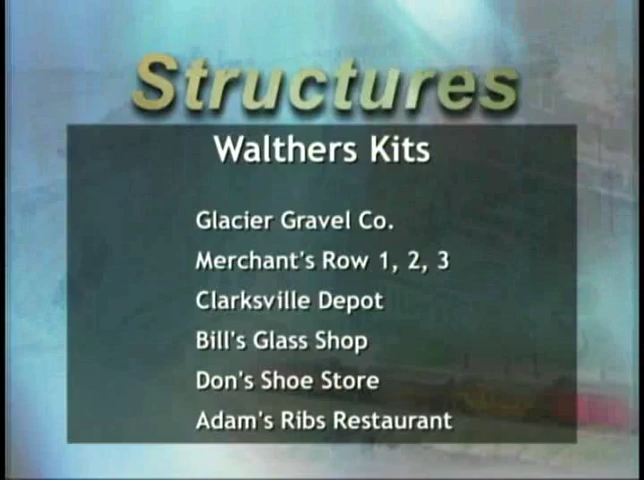 Structures
Walthers Kits
Glacier Gravel Co.
Merchant's Row 1, 2, 3
Clarksville Depot
Bill's Glass Shop
Don's Shoe Store
Adam's Ribs Restaurant